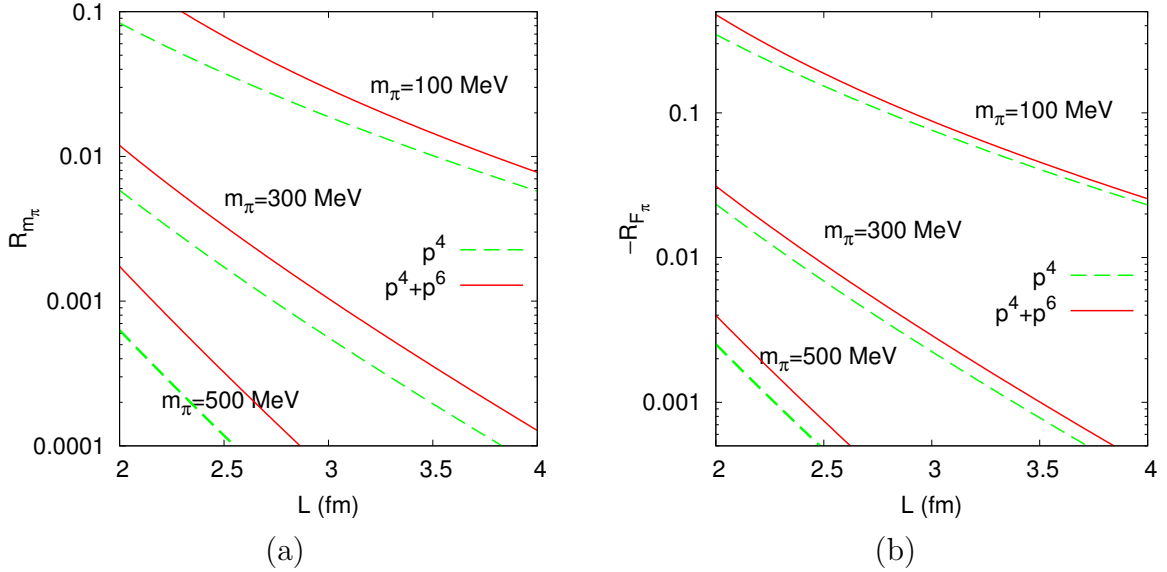 0.1
0.01
0.001
0.0001
2 2.5 3 3.5 4
R_{m_π}
L (fm)
m_π=100 MeV
m_π=300 MeV
m_π=500 MeV
p^4
p^4+p^6
(a)
0.1
0.01
0.001
2 2.5 3 3.5 4
−R_{F_π}
L (fm)
m_π=100 MeV
m_π=300 MeV
m_π=500 MeV
p^4
p^4+p^6
(b)